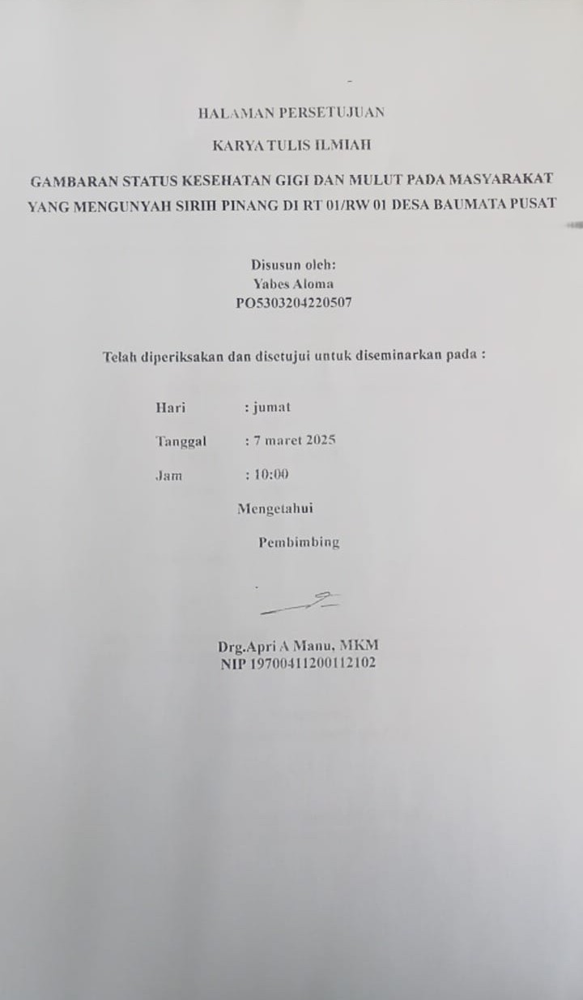 HALAMAN PERSETUJUAN
KARYA TULIS ILMIAH
GAMBARAN STATUS KESEHATAN GIGI DAN MULUT PADA MASYARAKAT
YANG MENGUNYAH SIRIH PINANG DI RT 01/RW 01 DESA BAUMATA PUSAT
Disusun oleh:
Yabes Aloma
PO5303204220507
Telah diperiksakan dan disetujui untuk diseminarkan pada :
Hari : jumat
Tanggal : 7 maret 2025
Jam : 10:00
Mengetahui
Pembimbing
Drg.Apri A Manu, MKM
NIP 19700411200112102